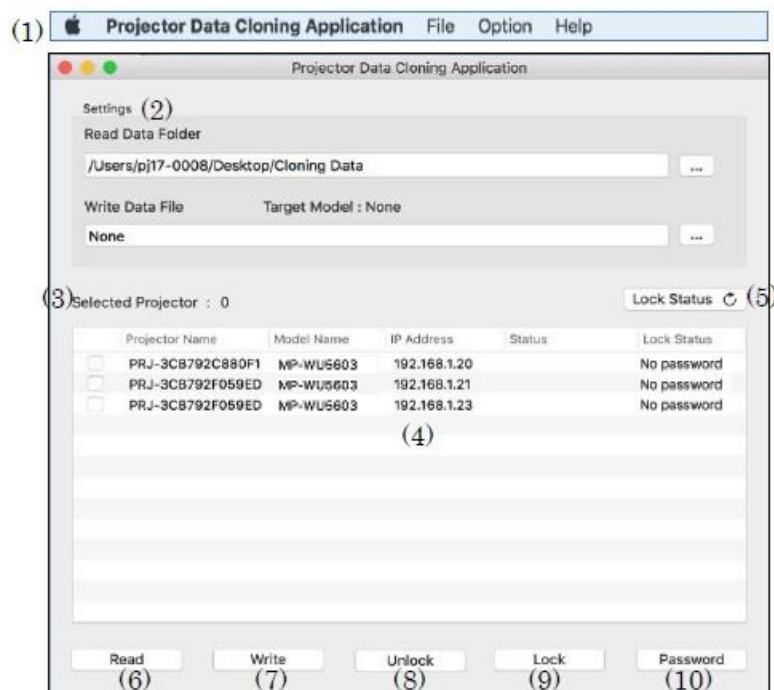 (1) Projector Data Cloning Application File Option Help
Projector Data Cloning Application
Settings (2)
Read Data Folder
/Users/pj17-0008/Desktop/Cloning Data ...
Write Data File Target Model : None
None ...
(3) Selected Projector : 0 Lock Status (5)
Projector Name Model Name IP Address Status Lock Status
PRJ-3CB792C880F1 MP-WU5603 192.168.1.20 No password
PRJ-3CB792F059ED MP-WU5603 192.168.1.21 No password
PRJ-3CB792F059ED MP-WU5603 192.168.1.23 No password
(4)
Read Write Unlock Lock Password
(6) (7) (8) (9) (10)